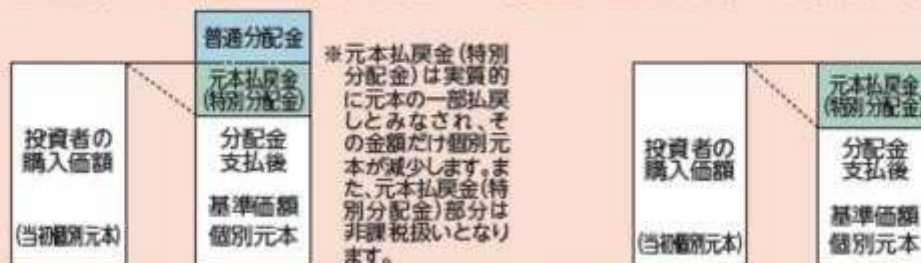 普通分配金
元本払戻金
(特別分配金)
投資者の
購入価額
(当初個別元本)
分配金
支払後
基準価額
個別元本
※元本払戻金(特別
分配金)は実質的
に元本の一部払戻
しとみなされ、そ
の金額だけ個別元
本が減少します。ま
た、元本払戻金(特
別分配金)部分は
非課税扱いとなり
ます。
投資者の
購入価額
(当初個別元本)
元本払戻金
(特別分配金
分配金
支払後
基準価額
個別元本